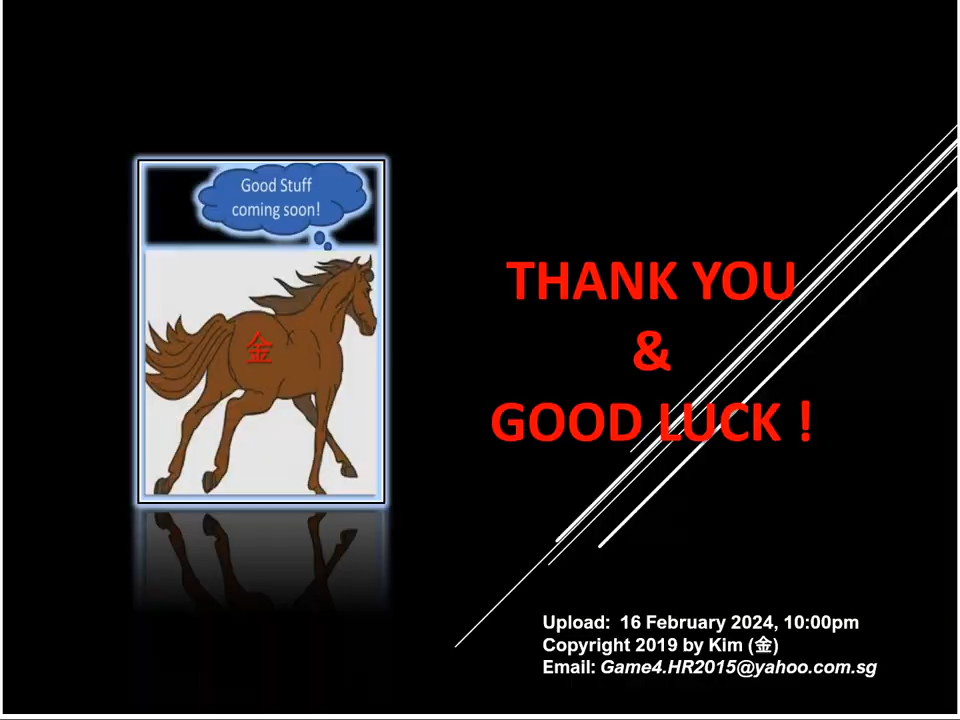 Good Stuff
coming soon!
金
THANK YOU
&
GOOD LUCK !
Upload:  16 February 2024, 10:00pm
Copyright 2019 by Kim (金)
Email: Game4.HR2015@yahoo.com.sg